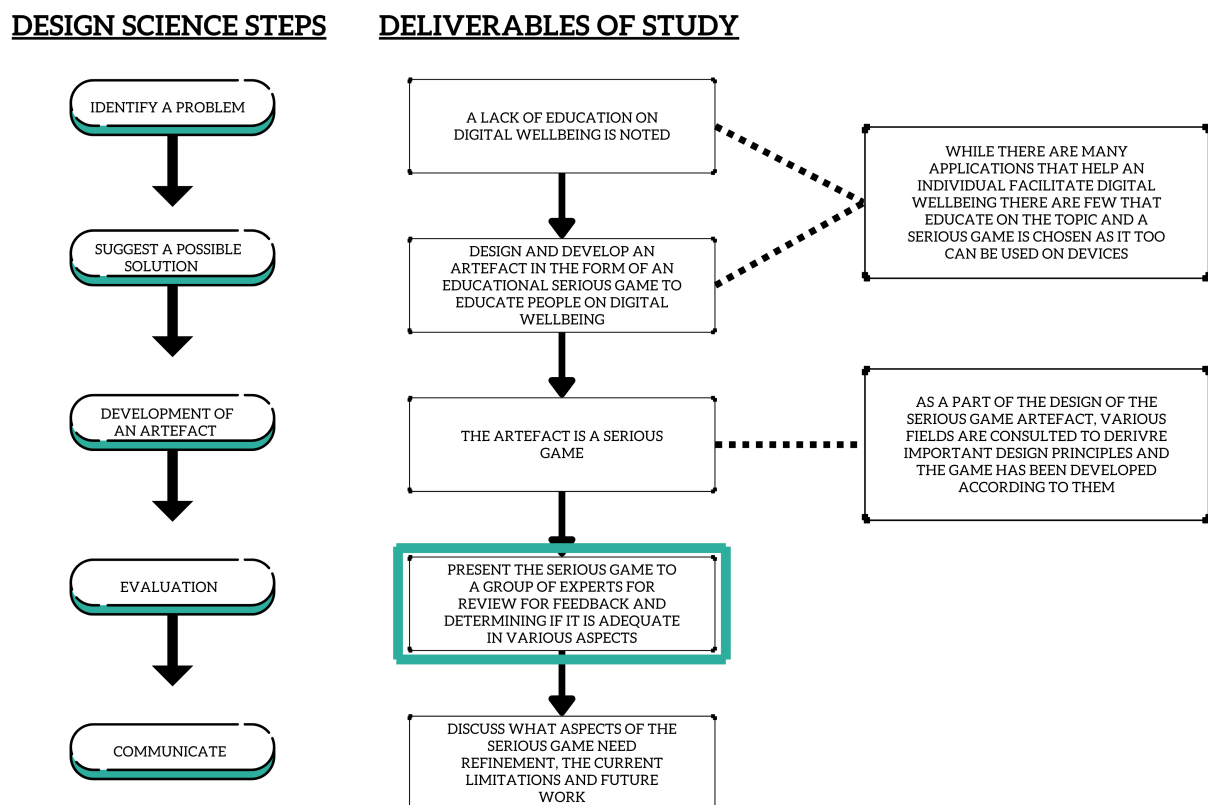 DESIGN SCIENCE STEPS
DELIVERABLES OF STUDY
IDENTIFY A PROBLEM
SUGGEST A POSSIBLE
SOLUTION
DEVELOPMENT OF
AN ARTEFACT
EVALUATION
COMMUNICATE
A LACK OF EDUCATION ON
DIGITAL WELLBEING IS NOTED
DESIGN AND DEVELOP AN
ARTEFACT IN THE FORM OF AN
EDUCATIONAL SERIOUS GAME TO
EDUCATE PEOPLE ON DIGITAL
WELLBEING
THE ARTEFACT IS A SERIOUS
GAME
PRESENT THE SERIOUS GAME TO
A GROUP OF EXPERTS FOR
REVIEW FOR FEEDBACK AND
DETERMINING IF IT IS ADEQUATE
IN VARIOUS ASPECTS
DISCUSS WHAT ASPECTS OF THE
SERIOUS GAME NEED
REFINEMENT, THE CURRENT
LIMITATIONS AND FUTURE
WORK
WHILE THERE ARE MANY
APPLICATIONS THAT HELP AN
INDIVIDUAL FACILITATE DIGITAL
WELLBEING THERE ARE FEW THAT
EDUCATE ON THE TOPIC AND A
SERIOUS GAME IS CHOSEN AS IT TOO
CAN BE USED ON DEVICES
AS A PART OF THE DESIGN OF THE
SERIOUS GAME ARTEFACT, VARIOUS
FIELDS ARE CONSULTED TO DERIVRE
IMPORTANT DESIGN PRINCIPLES AND
THE GAME HAS BEEN DEVELOPED
ACCORDING TO THEM